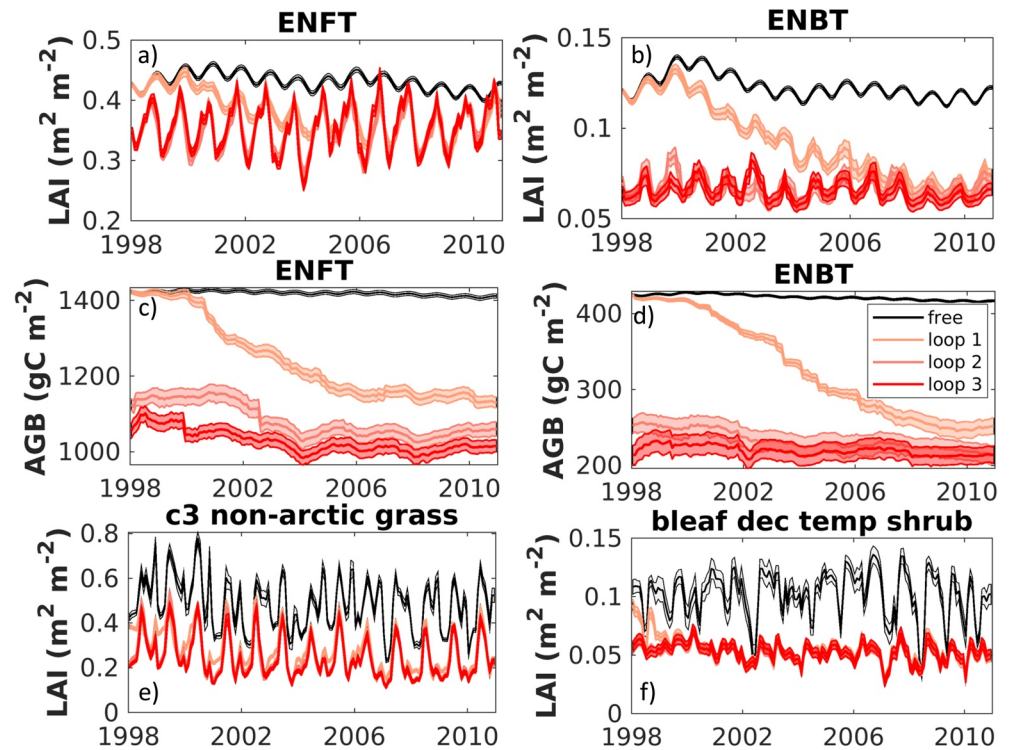 ENFT
ENBT
a)
b)
LAI (m² m⁻²)
0.5
0.4
0.3
0.2
1998 2002 2006 2010
LAI (m² m⁻²)
0.15
0.1
0.05
1998 2002 2006 2010
ENFT
ENBT
c)
d)
AGB (gC m⁻²)
1400
1200
1000
1998 2002 2006 2010
AGB (gC m⁻²)
400
300
200
1998 2002 2006 2010
free
loop 1
loop 2
loop 3
c3 non-arctic grass
bleaf dec temp shrub
LAI (m² m⁻²)
0.8
0.6
0.4
0.2
0
e)
1998 2002 2006 2010
LAI (m² m⁻²)
0.15
0.1
0.05
0
f)
1998 2002 2006 2010